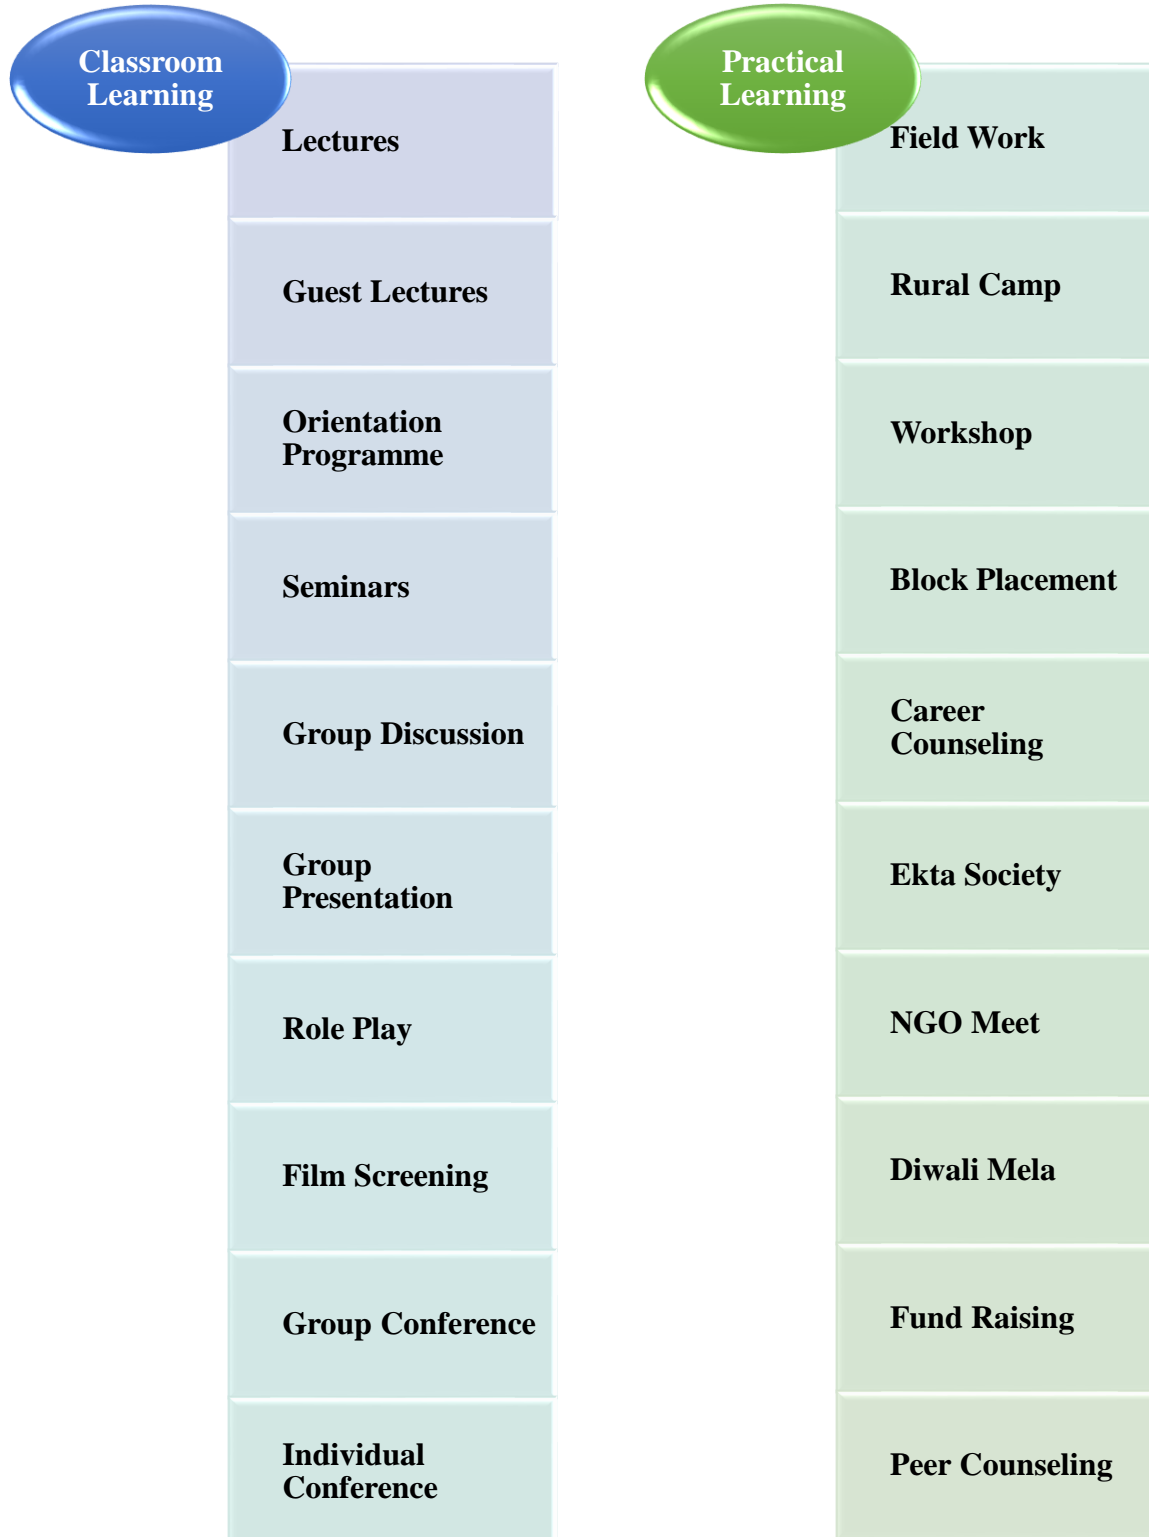 Classroom
Learning
Lectures
Guest Lectures
Orientation
Programme
Seminars
Group Discussion
Group
Presentation
Role Play
Film Screening
Group Conference
Individual
Conference
Practical
Learning
Field Work
Rural Camp
Workshop
Block Placement
Career
Counseling
Ekta Society
NGO Meet
Diwali Mela
Fund Raising
Peer Counseling